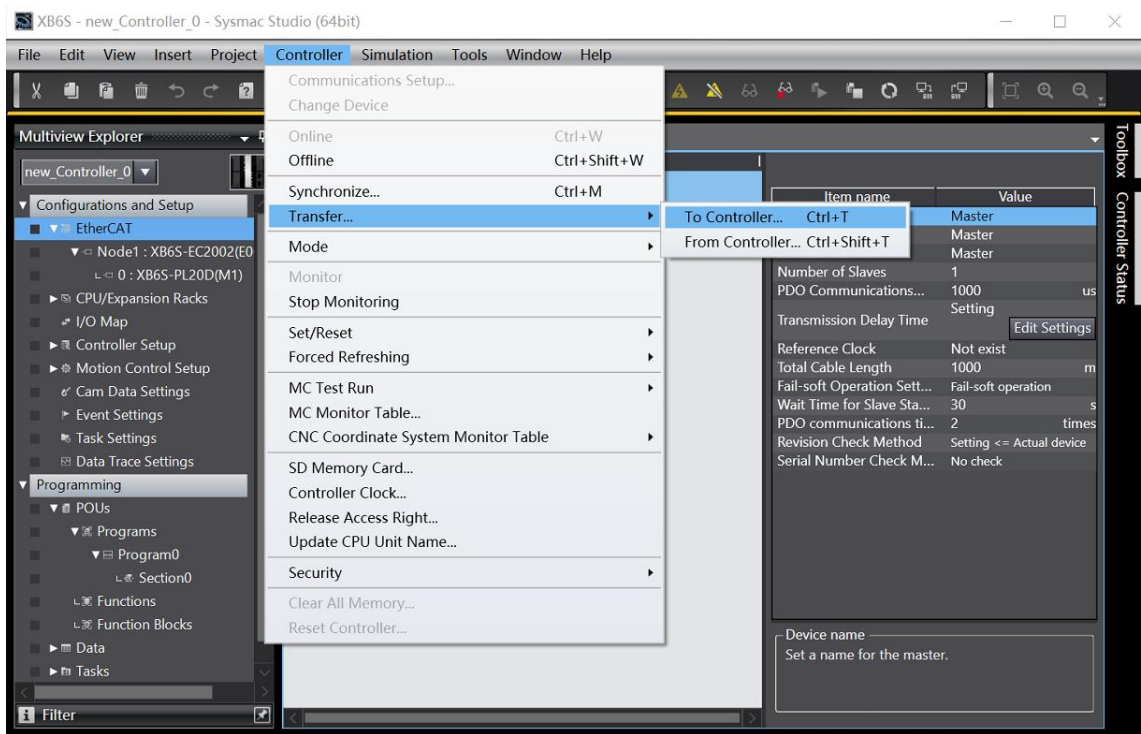 XB6S - new_Controller_0 - Sysmac Studio (64bit)
File Edit View Insert Project Controller Simulation Tools Window Help
Multiview Explorer
new_Controller_0
Configurations and Setup
EtherCAT
Node1 : XB6S-EC2002(E0
0 : XB6S-PL20D(M1)
CPU/Expansion Racks
I/O Map
Controller Setup
Motion Control Setup
Cam Data Settings
Event Settings
Task Settings
Data Trace Settings
Programming
POUs
Programs
Program0
Section0
Functions
Function Blocks
Data
Tasks
Filter
Communications Setup...
Change Device
Online Ctrl+W
Offline Ctrl+Shift+W
Synchronize... Ctrl+M
Transfer...
Mode
Monitor
Stop Monitoring
Set/Reset
Forced Refreshing
MC Test Run
MC Monitor Table...
CNC Coordinate System Monitor Table
SD Memory Card...
Controller Clock...
Release Access Right...
Update CPU Unit Name...
Security
Clear All Memory...
Reset Controller...
To Controller... Ctrl+T
From Controller... Ctrl+Shift+T
Item name Value
Master
Master
Master
Number of Slaves 1
PDO Communications... 1000 us
Transmission Delay Time Setting
Edit Settings
Reference Clock Not exist
Total Cable Length 1000 m
Fail-soft Operation Sett... Fail-soft operation
Wait Time for Slave Sta... 30 s
PDO communications ti... 2 times
Revision Check Method Setting <= Actual device
Serial Number Check M... No check
Device name
Set a name for the master.
Toolbox
Controller Status